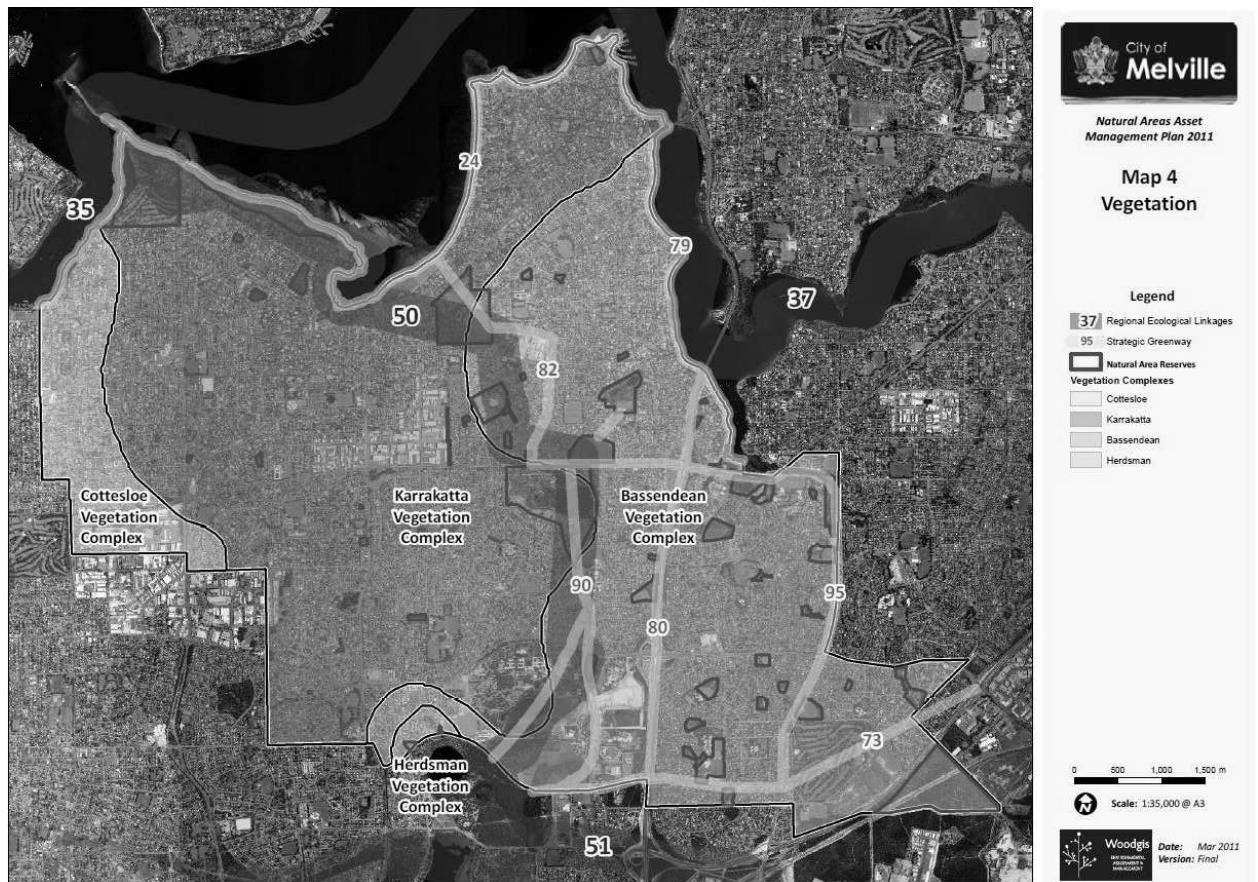 24
35
79
50
37
82
Cottesloe
Vegetation
Complex
Karrakatta
Vegetation
Complex
Bassendean
Vegetation
Complex
90
95
80
73
Herdsman
Vegetation
Complex
51
City of
Melville
Natural Areas Asset
Management Plan 2011
Map 4
Vegetation
Legend
37 Regional Ecological Linkages
95 Strategic Greenway
Natural Area Reserves
Vegetation Complexes
Cottesloe
Karrakatta
Bassendean
Herdsman
0 500 1,000 1,500 m
N
Scale: 1:35,000 @ A3
Woodgis
ENVIRONMENTAL
ASSESSMENT &
MANAGEMENT
Date: Mar 2011
Version: Final